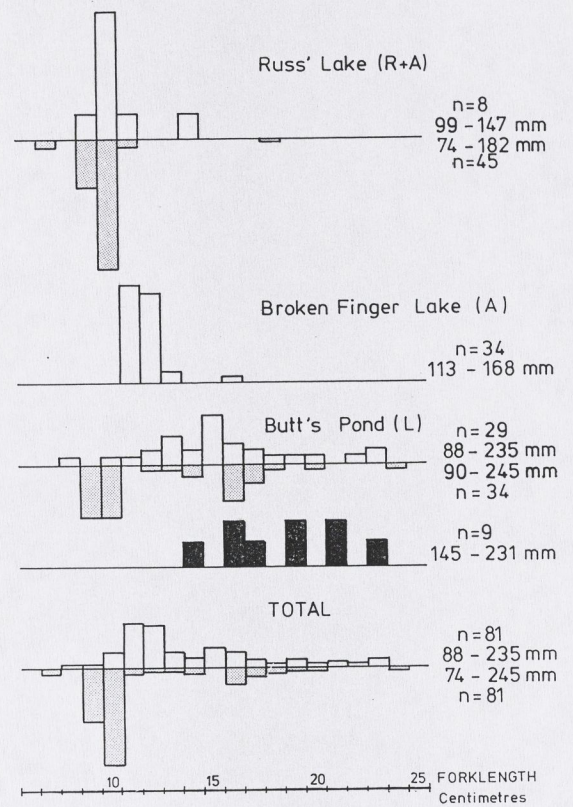 Russ' Lake (R+A)
n=8
99 - 147 mm
74 - 182 mm
n=45
Broken Finger Lake (A)
n=34
113 - 168 mm
Butt's Pond (L)
n=29
88 - 235 mm
90 - 245 mm
n=34
n=9
145 - 231 mm
TOTAL
n=81
88 - 235 mm
74 - 245 mm
n=81
10 15 20 25 FORKLENGTH
Centimetres